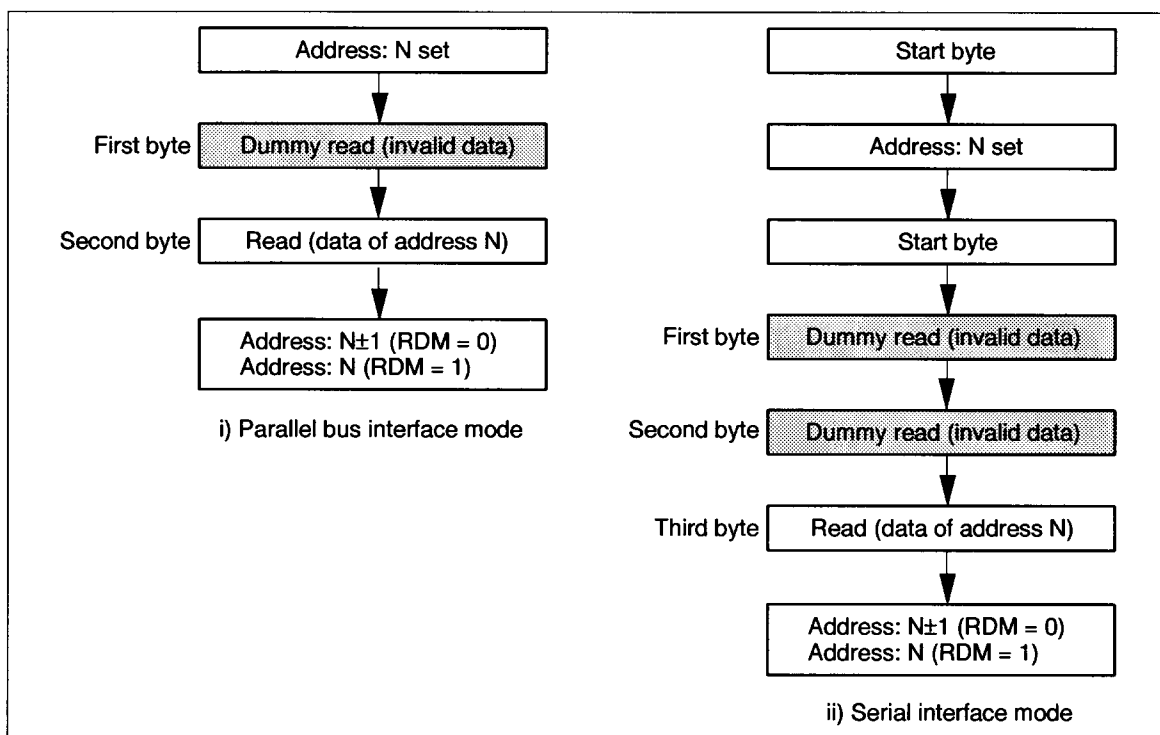 Address: N set
First byte
Dummy read (invalid data)
Second byte
Read (data of address N)
Address: N±1 (RDM = 0)
Address: N (RDM = 1)
i) Parallel bus interface mode
Start byte
Address: N set
Start byte
First byte
Dummy read (invalid data)
Second byte
Dummy read (invalid data)
Third byte
Read (data of address N)
Address: N±1 (RDM = 0)
Address: N (RDM = 1)
ii) Serial interface mode